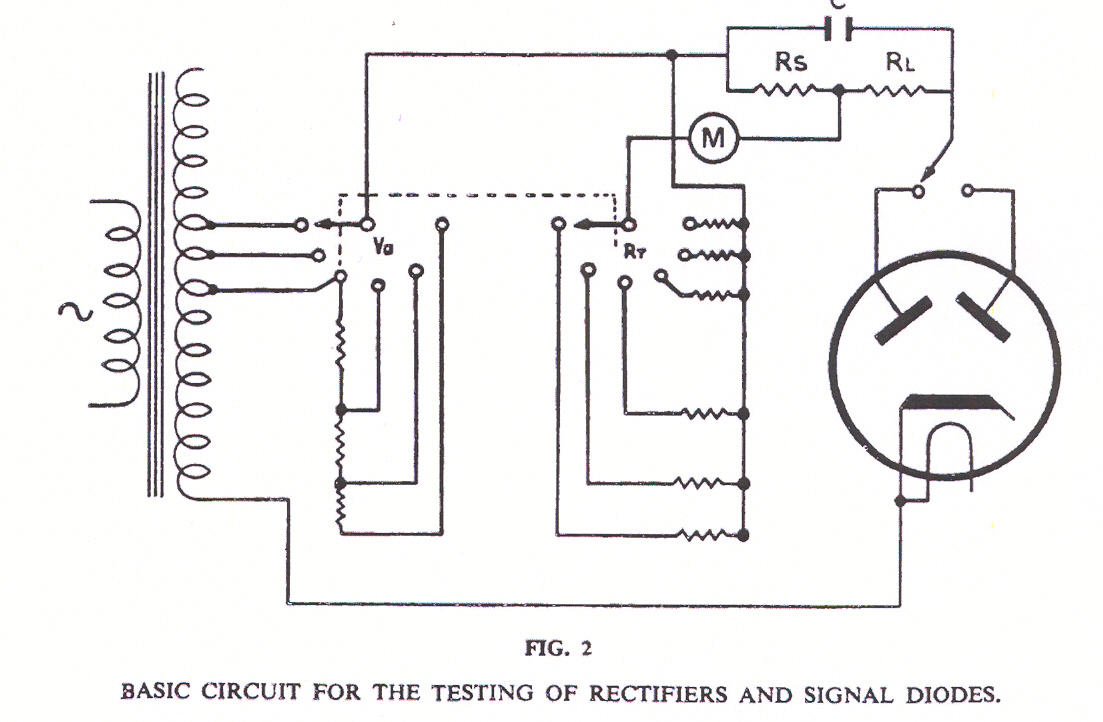 C
RS
RL
M
Va
RT
FIG. 2
BASIC CIRCUIT FOR THE TESTING OF RECTIFIERS AND SIGNAL DIODES.